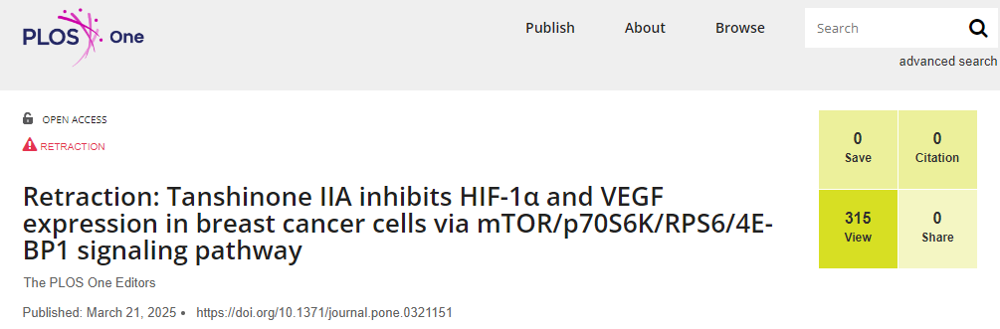 PLOS One
Publish
About
Browse
Search
advanced search
OPEN ACCESS
RETRACTION
Retraction: Tanshinone IIA inhibits HIF-1α and VEGF
expression in breast cancer cells via mTOR/p70S6K/RPS6/4E-
BP1 signaling pathway
The PLOS One Editors
Published: March 21, 2025 • https://doi.org/10.1371/journal.pone.0321151
0
Save
0
Citation
315
View
0
Share